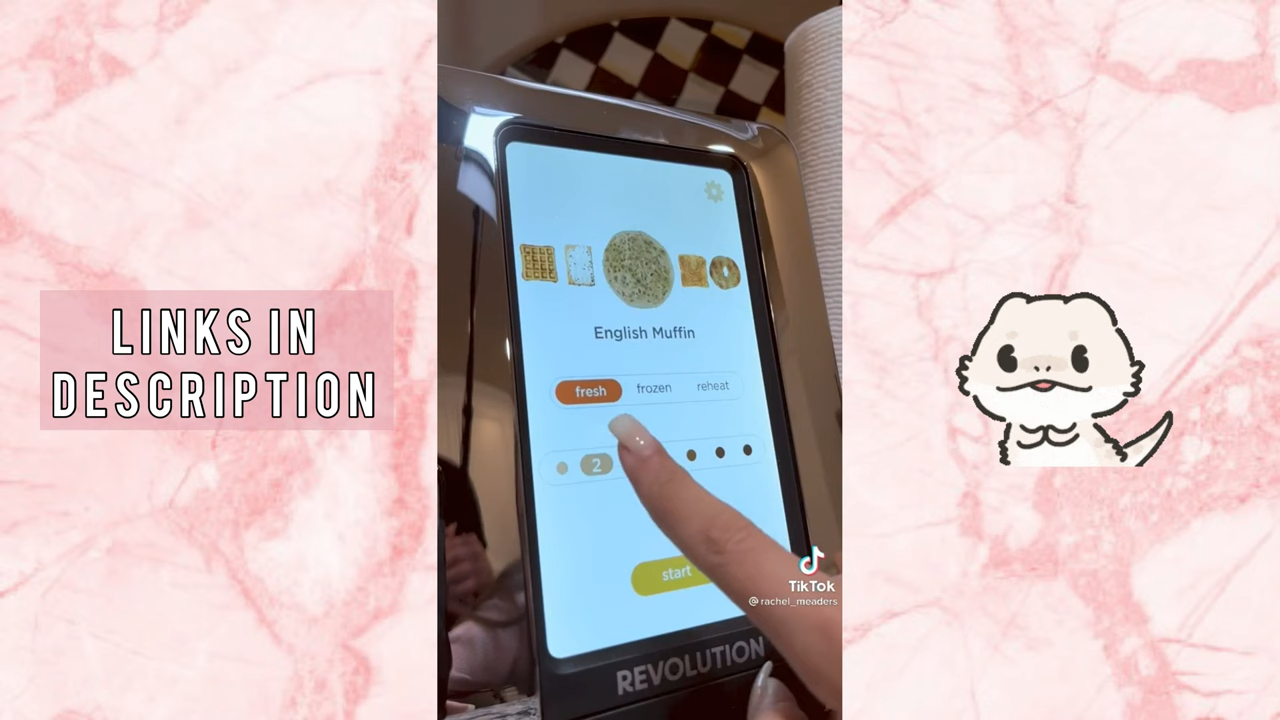 LINKS IN
DESCRIPTION
English Muffin
fresh frozen reheat
2
start
REVOLUTION
TikTok
@rachel_meaders